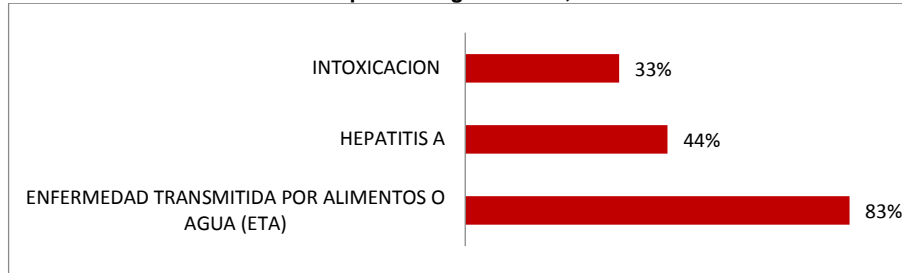 INTOXICACION
33%
HEPATITIS A
44%
ENFERMEDAD TRANSMITIDA POR ALIMENTOS O
AGUA (ETA)
83%